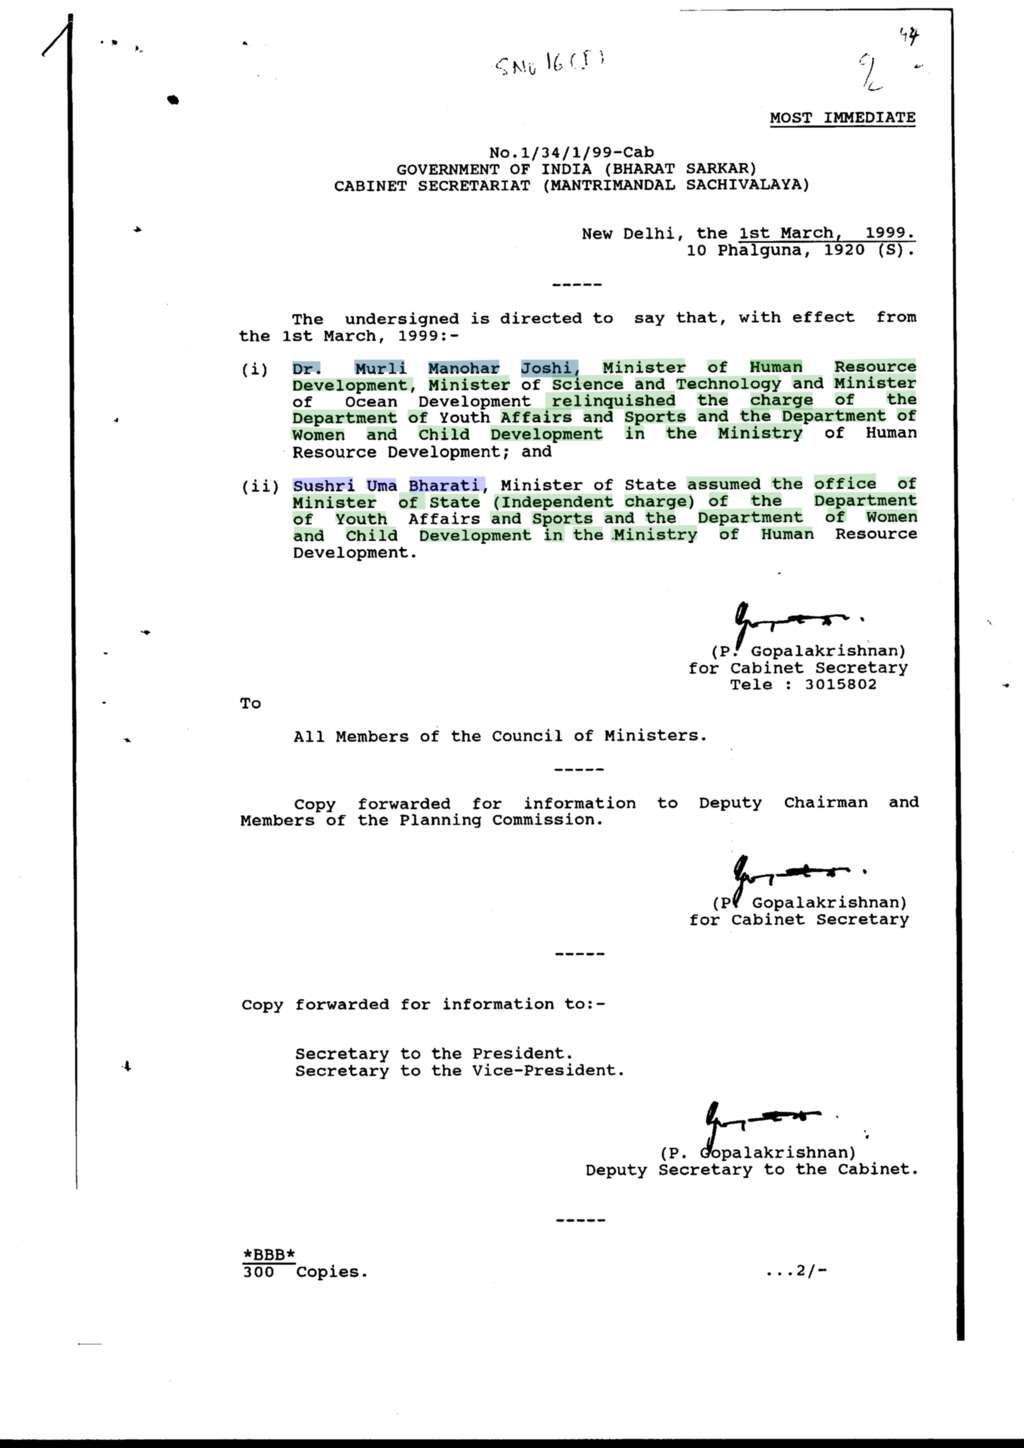 44
SNo 16(I)
MOST IMMEDIATE
No.1/34/1/99-Cab
GOVERNMENT OF INDIA (BHARAT SARKAR)
CABINET SECRETARIAT (MANTRIMANDAL SACHIVALAYA)
New Delhi, the 1st March, 1999.
10 Phalguna, 1920 (S).
-----
The undersigned is directed to say that, with effect from
the 1st March, 1999:-
(i) Dr. Murli Manohar Joshi, Minister of Human Resource
Development, Minister of Science and Technology and Minister
of Ocean Development relinquished the charge of the
Department of Youth Affairs and Sports and the Department of
Women and Child Development in the Ministry of Human
Resource Development; and
(ii) Sushri Uma Bharati, Minister of State assumed the office of
Minister of State (Independent charge) of the Department
of Youth Affairs and Sports and the Department of Women
and Child Development in the Ministry of Human Resource
Development.
(P. Gopalakrishnan)
for Cabinet Secretary
Tele : 3015802
To
All Members of the Council of Ministers.
-----
Copy forwarded for information to Deputy Chairman and
Members of the Planning Commission.
(P. Gopalakrishnan)
for Cabinet Secretary
-----
Copy forwarded for information to:-
Secretary to the President.
Secretary to the Vice-President.
(P. Gopalakrishnan)
Deputy Secretary to the Cabinet.
-----
*BBB*
300 Copies.
...2/-